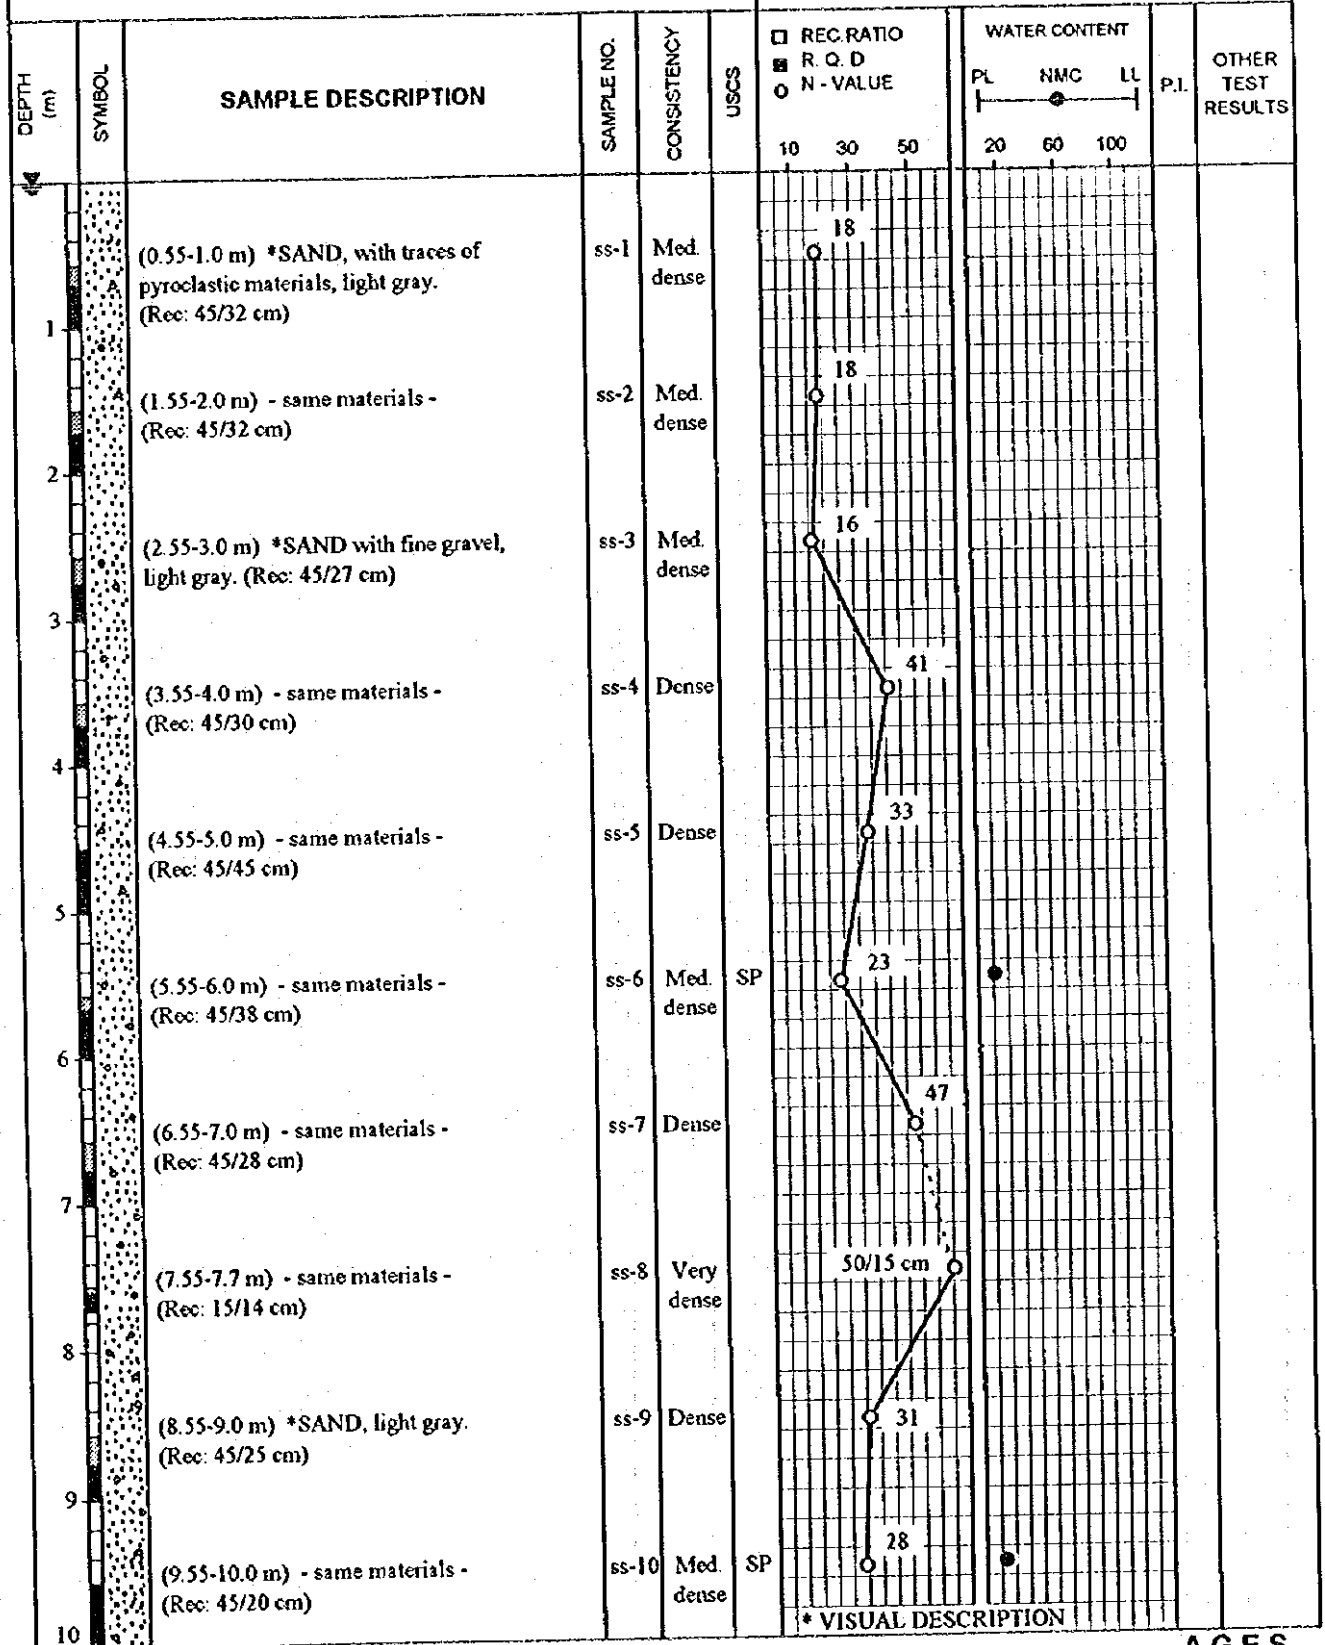 DEPTH (m)
SYMBOL
SAMPLE DESCRIPTION
SAMPLE NO.
CONSISTENCY
USCS
REC.RATIO
R. Q. D
N - VALUE
10 30 50
WATER CONTENT
PL NMC LL
20 60 100
P.I.
OTHER
TEST
RESULTS
(0.55-1.0 m) *SAND, with traces of
pyroclastic materials, light gray.
(Rec: 45/32 cm)
ss-1 Med.
dense
18
1
(1.55-2.0 m) - same materials -
(Rec: 45/32 cm)
ss-2 Med.
dense
18
2
(2.55-3.0 m) *SAND with fine gravel,
light gray. (Rec: 45/27 cm)
ss-3 Med.
dense
16
3
(3.55-4.0 m) - same materials -
(Rec: 45/30 cm)
ss-4 Dense
41
4
(4.55-5.0 m) - same materials -
(Rec: 45/45 cm)
ss-5 Dense
33
5
(5.55-6.0 m) - same materials -
(Rec: 45/38 cm)
ss-6 Med.
dense
SP
23
6
(6.55-7.0 m) - same materials -
(Rec: 45/28 cm)
ss-7 Dense
47
7
(7.55-7.7 m) - same materials -
(Rec: 15/14 cm)
ss-8 Very
dense
50/15 cm
8
(8.55-9.0 m) *SAND, light gray.
(Rec: 45/25 cm)
ss-9 Dense
31
9
(9.55-10.0 m) - same materials -
(Rec: 45/20 cm)
ss-10 Med.
dense
SP
28
10
* VISUAL DESCRIPTION
A G E S